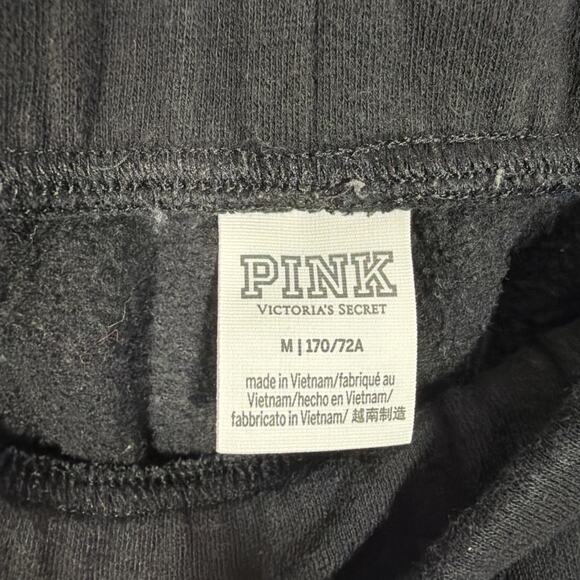 PINK
VICTORIA'S SECRET
M | 170/72A
made in Vietnam/fabriqué au
Vietnam/hecho en Vietnam/
fabbricato in Vietnam/ 越南制造